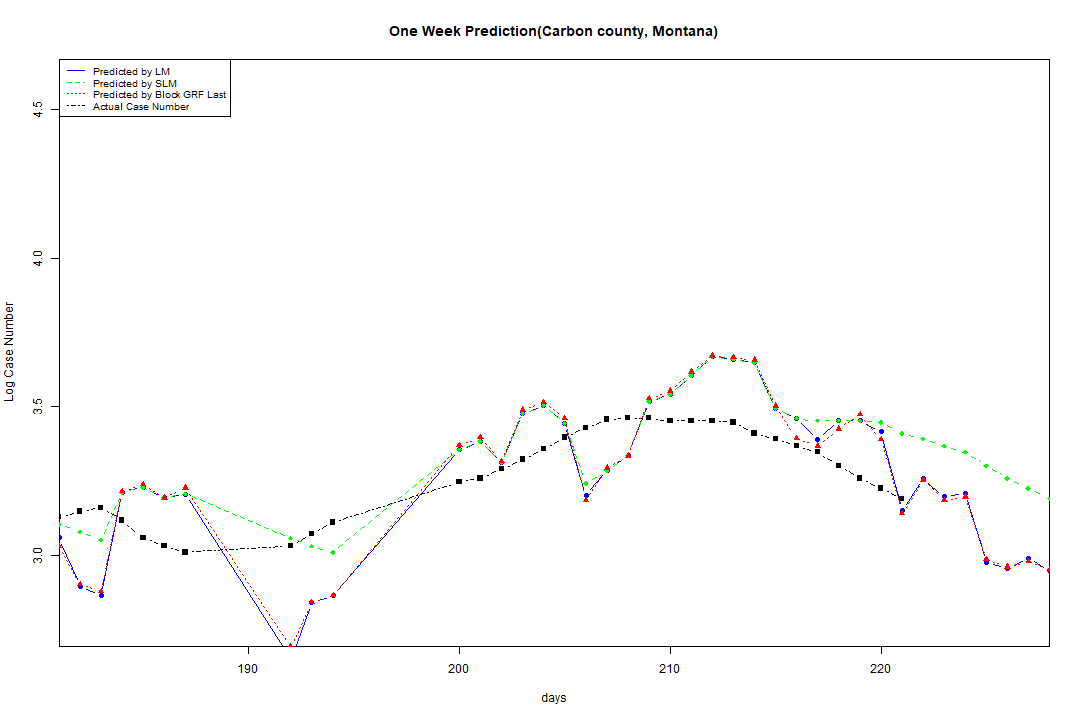 One Week Prediction(Carbon county, Montana)
Predicted by LM
Predicted by SLM
Predicted by Block GRF Last
Actual Case Number
4.5
4.0
3.5
3.0
Log Case Number
190 200 210 220
days